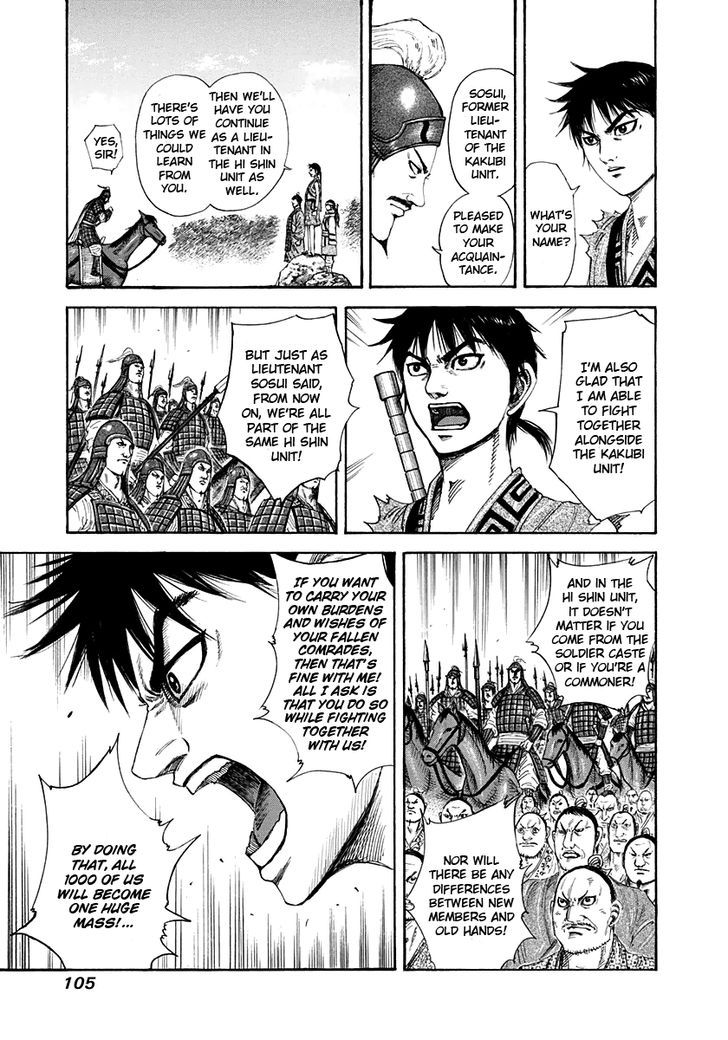 WHAT'S
YOUR
NAME?
SOSUI,
FORMER
LIEU-
TENANT
OF THE
KAKUBI
UNIT.
PLEASED
TO MAKE
YOUR
ACQUAIN-
TANCE.
THEN WE'LL
HAVE YOU
CONTINUE
AS A LIEU-
TENANT IN
THE HI SHIN
UNIT AS
WELL.
THERE'S
LOTS OF
THINGS WE
COULD
LEARN
FROM
YOU.
YES,
SIR!
I'M ALSO
GLAD THAT
I AM ABLE
TO FIGHT
TOGETHER
ALONGSIDE
THE KAKUBI
UNIT!
BUT JUST AS
LIEUTENANT
SOSUI SAID,
FROM NOW
ON, WE'RE ALL
PART OF THE
SAME HI SHIN
UNIT!
AND IN THE
HI SHIN UNIT,
IT DOESN'T
MATTER IF YOU
COME FROM THE
SOLDIER CASTE
OR IF YOU'RE A
COMMONER!
NOR WILL
THERE BE ANY
DIFFERENCES
BETWEEN NEW
MEMBERS AND
OLD HANDS!
IF YOU WANT
TO CARRY YOUR
OWN BURDENS
AND WISHES OF
YOUR FALLEN
COMRADES,
THEN THAT'S
FINE WITH ME!
ALL I ASK IS
THAT YOU DO SO
WHILE FIGHTING
TOGETHER
WITH US!
BY DOING
THAT, ALL
1000 OF US
WILL BECOME
ONE HUGE
MASS!...
105